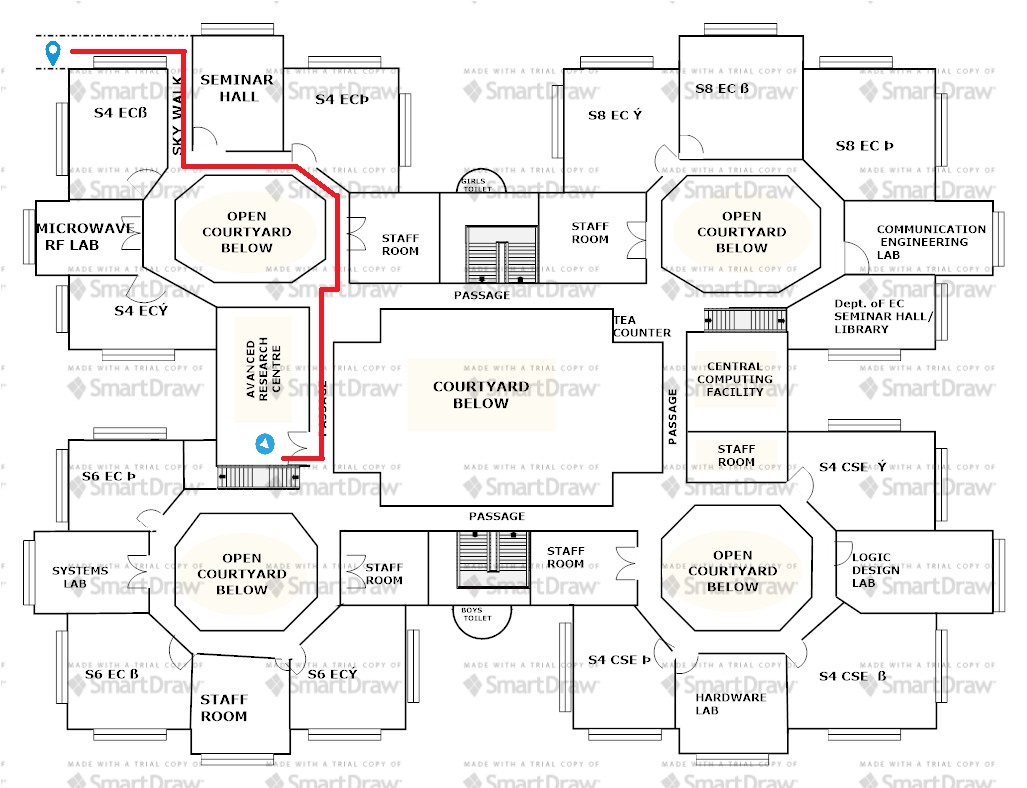 SEMINAR
HALL
S4 ECß
S4 ECÞ
SKY WALK
S8 EC Ý
S8 EC ß
S8 EC Þ
GIRLS
TOILET
MICROWAVE
RF LAB
OPEN
COURTYARD
BELOW
STAFF
ROOM
STAFF
ROOM
OPEN
COURTYARD
BELOW
COMMUNICATION
ENGINEERING
LAB
S4 ECÝ
PASSAGE
TEA
COUNTER
Dept. of EC
SEMINAR HALL/
LIBRARY
AVANCED
RESEARCH
CENTRE
PASSAGE
COURTYARD
BELOW
PASSAGE
CENTRAL
COMPUTING
FACILITY
STAFF
ROOM
S6 EC Þ
S4 CSE Ý
PASSAGE
SYSTEMS
LAB
OPEN
COURTYARD
BELOW
STAFF
ROOM
STAFF
ROOM
OPEN
COURTYARD
BELOW
LOGIC
DESIGN
LAB
BOYS
TOILET
S6 EC ß
STAFF
ROOM
S6 ECÝ
S4 CSE Þ
HARDWARE
LAB
S4 CSE ß
MADE WITH A TRIAL COPY OF
SmartDraw